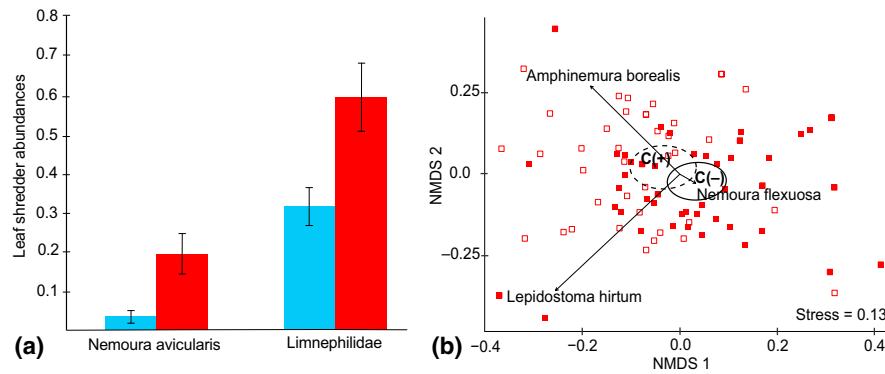 0.8
0.7
0.6
0.5
0.4
0.3
0.2
0.1
Leaf shredder abundances
(a)
Nemoura avicularis
Limnephilidae
0.25
0.0
–0.25
NMDS 2
Amphinemura borealis
C(+)
C(–)
Nemoura flexuosa
Lepidostoma hirtum
Stress = 0.13
(b)
–0.4
–0.2
0.0
0.2
0.4
NMDS 1